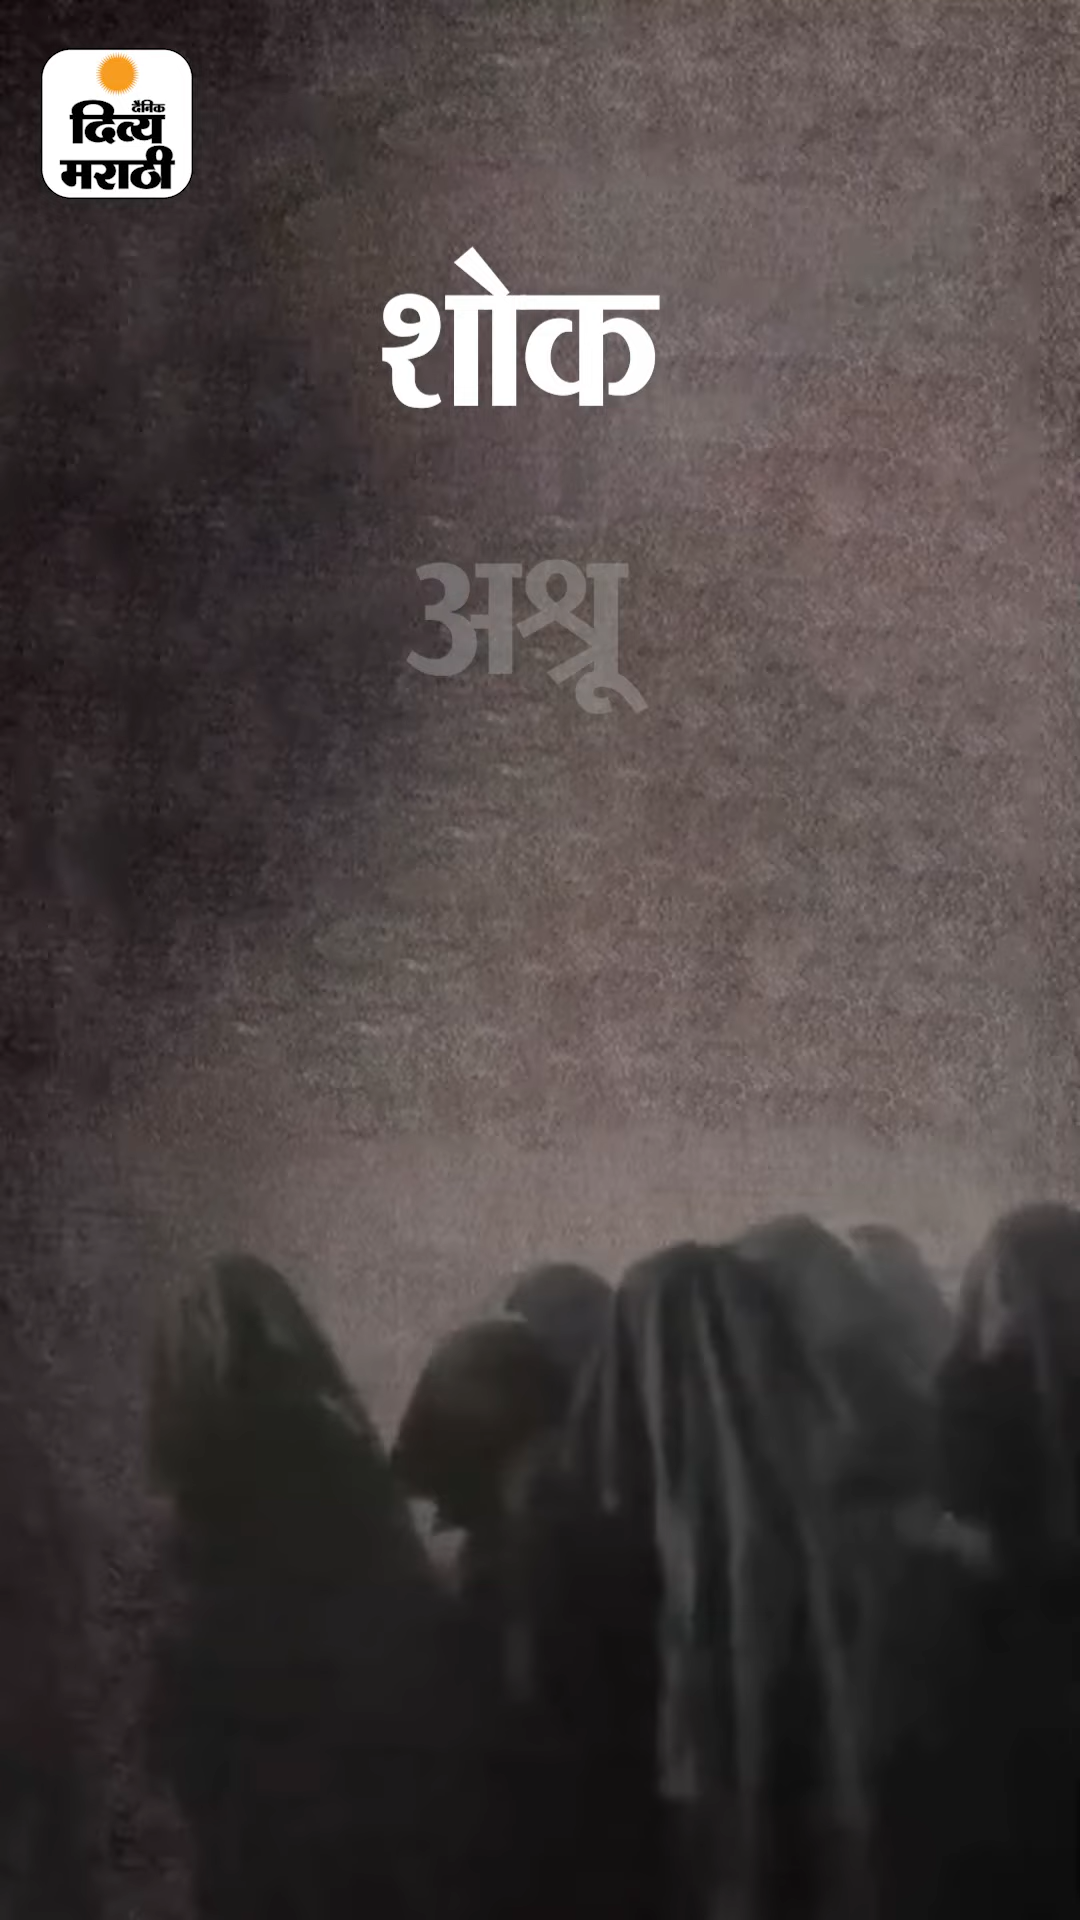 दैनिक
दिव्य
मराठी
शोक
अश्रू